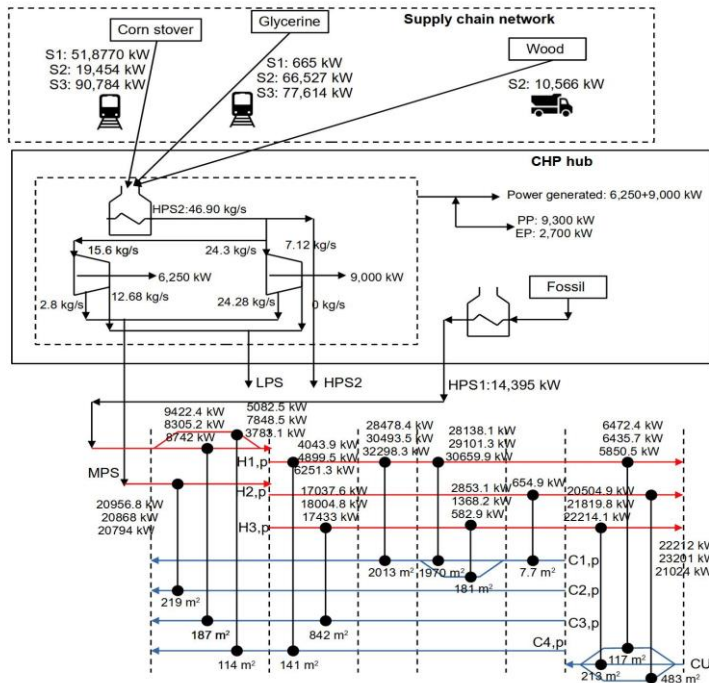 Supply chain network
Corn stover
Glycerine
Wood
S1: 51,8770 kW
S2: 19,454 kW
S3: 90,784 kW
S1: 665 kW
S2: 66,527 kW
S3: 77,614 kW
S2: 10,566 kW
CHP hub
HPS2:46.90 kg/s
Power generated: 6,250+9,000 kW
PP: 9,300 kW
EP: 2,700 kW
15.6 kg/s
24.3 kg/s
7.12 kg/s
6,250 kW
9,000 kW
2.8 kg/s
12.68 kg/s
24.28 kg/s
0 kg/s
Fossil
LPS
HPS2
HPS1:14,395 kW
9422.4 kW
8305.2 kW
8742 kW
5082.5 kW
7848.5 kW
3783.1 kW
4043.9 kW
4899.5 kW
6251.3 kW
28478.4 kW
30493.5 kW
32298.3 kW
28138.1 kW
29101.3 kW
30659.9 kW
6472.4 kW
6435.7 kW
5850.5 kW
MPS
H1,p
H2,p
H3,p
20956.8 kW
20868 kW
20794 kW
17037.6 kW
18004.8 kW
17433 kW
2853.1 kW
1368.2 kW
582.9 kW
654.9 kW
20504.9 kW
21819.8 kW
22214.1 kW
22212 kW
23201 kW
21024 kW
C1,p
2013 m²
1970 m²
181 m²
7.7 m²
C2,p
219 m²
C3,p
187 m²
842 m²
C4,p
114 m²
141 m²
117 m²
CU
213 m²
483 m²